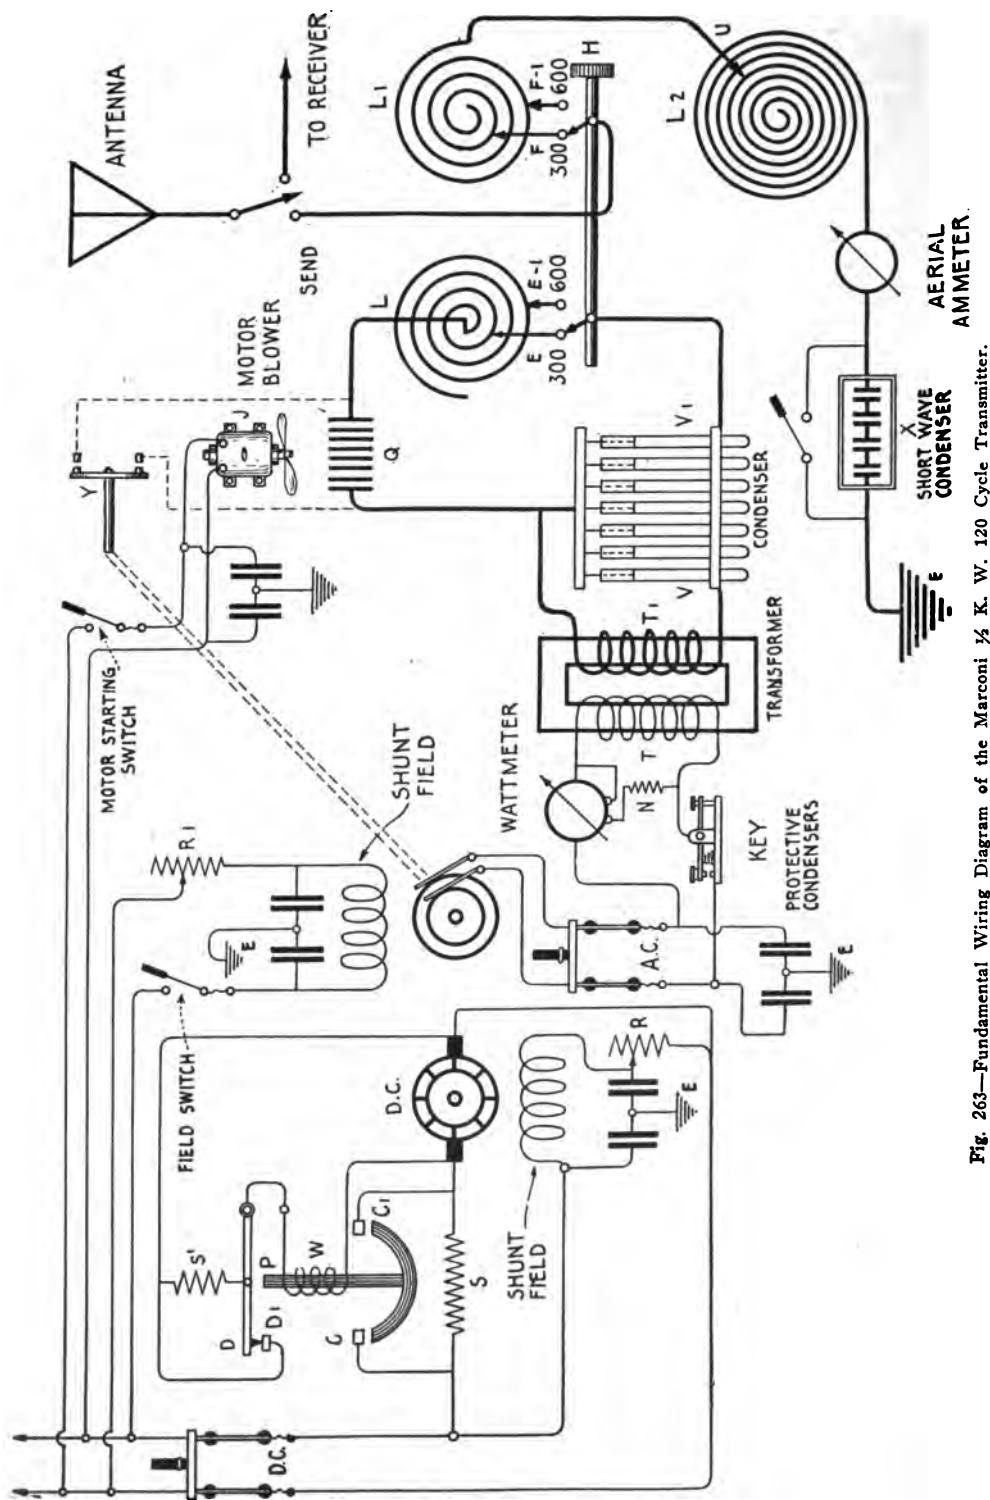 ANTENNA
TO RECEIVER
SEND
MOTOR
BLOWER
J
Y
Q
L
L1
L2
U
H
E
300
E-1
600
F
300
F-1
600
MOTOR STARTING
SWITCH
SHUNT
FIELD
R1
E
FIELD SWITCH
S'
D
D1
P
W
C
C1
S
D.C.
D.C.
SHUNT
FIELD
R
E
A.C.
WATTMETER
N
KEY
PROTECTIVE
CONDENSERS
E
T
T1
TRANSFORMER
V
V1
CONDENSER
X
SHORT WAVE
CONDENSER
AERIAL
AMMETER.
E
Fig. 263—Fundamental Wiring Diagram of the Marconi ½ K. W. 120 Cycle Transmitter.